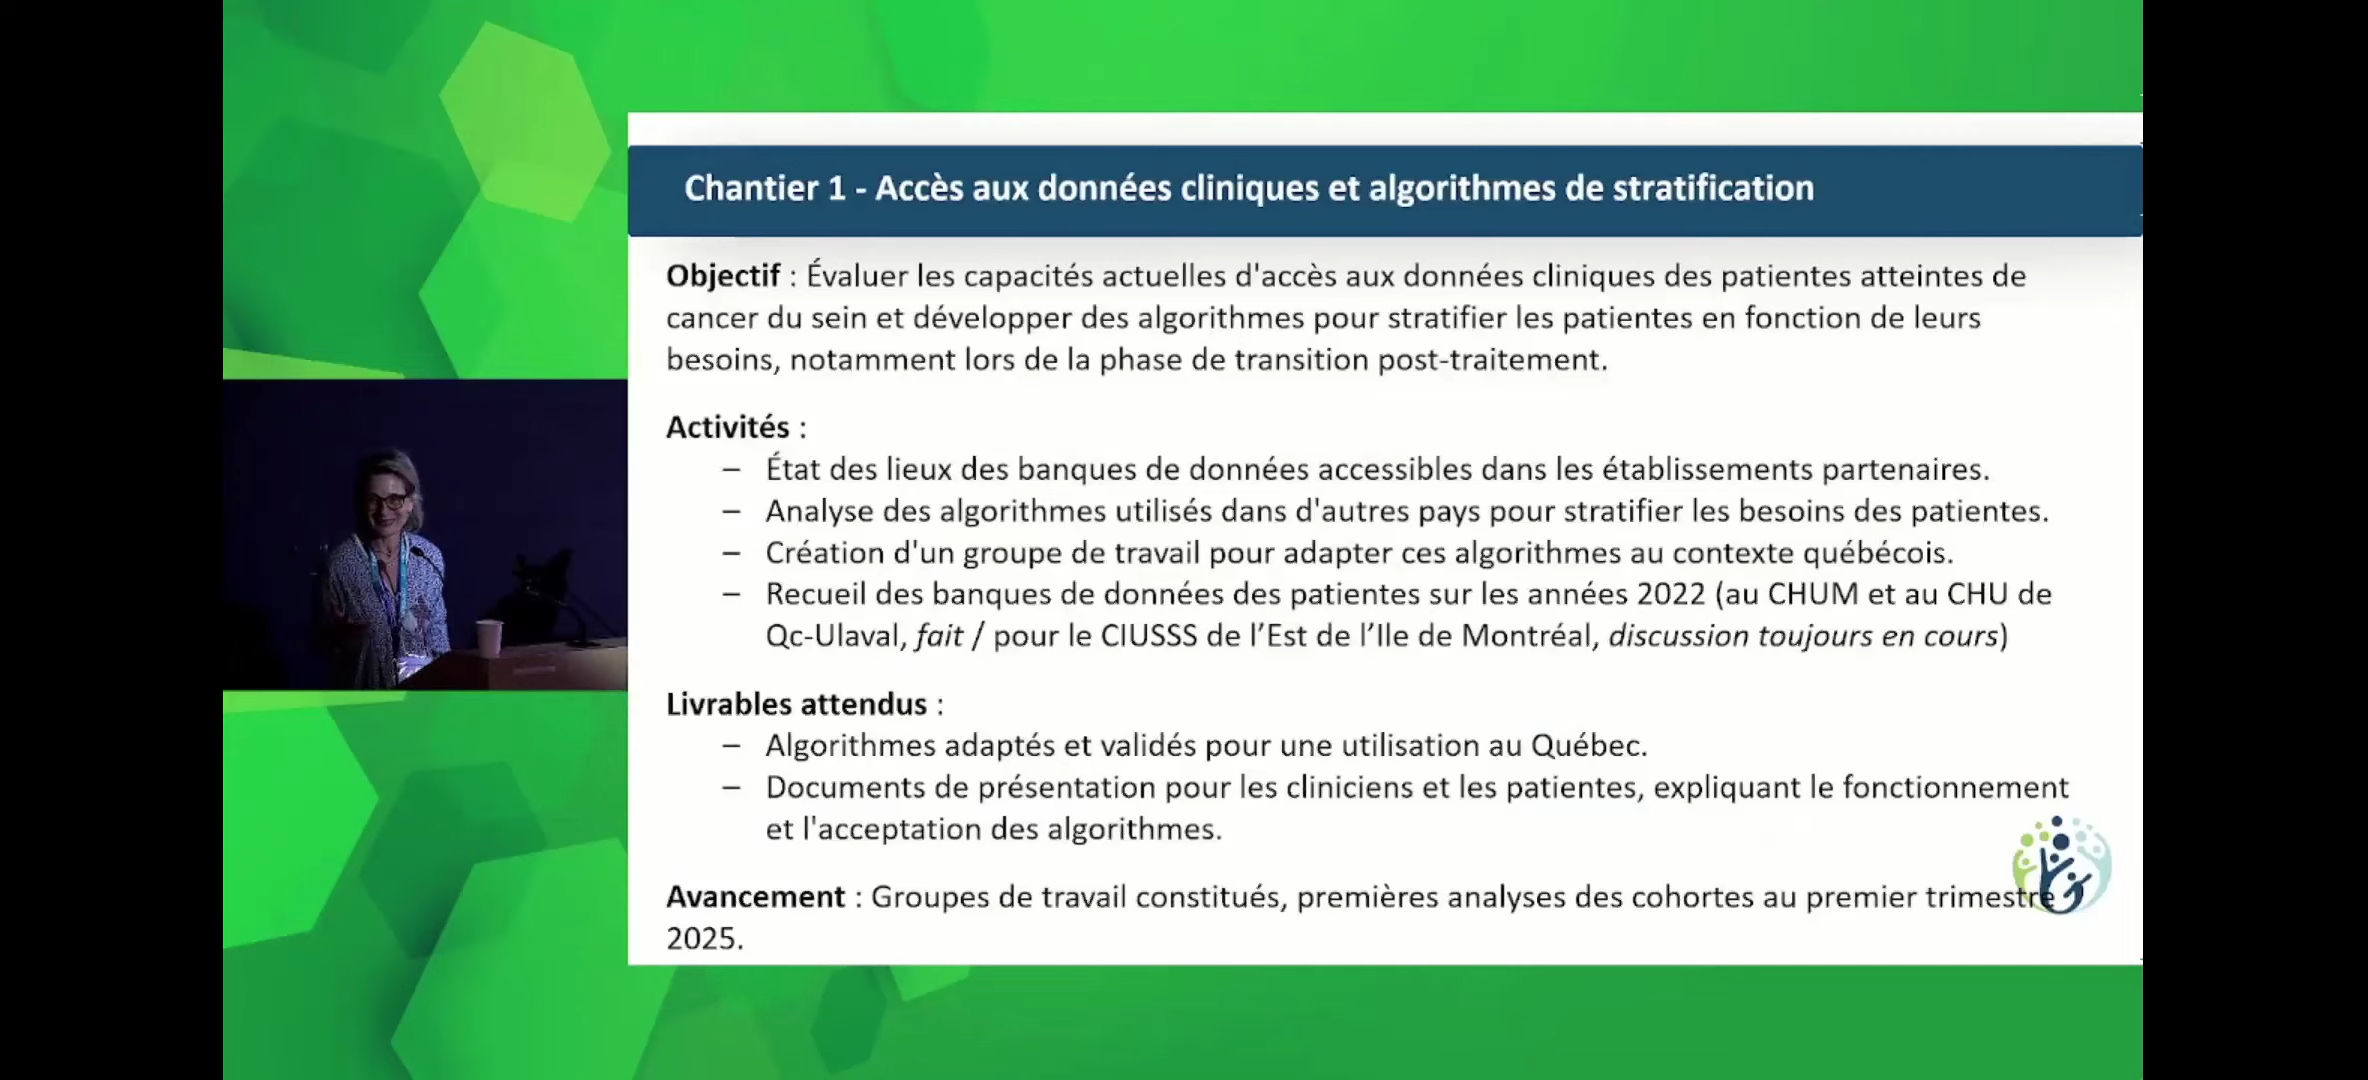 Chantier 1 - Accès aux données cliniques et algorithmes de stratification
Objectif : Évaluer les capacités actuelles d'accès aux données cliniques des patientes atteintes de
cancer du sein et développer des algorithmes pour stratifier les patientes en fonction de leurs
besoins, notamment lors de la phase de transition post-traitement.
Activités :
– État des lieux des banques de données accessibles dans les établissements partenaires.
– Analyse des algorithmes utilisés dans d'autres pays pour stratifier les besoins des patientes.
– Création d'un groupe de travail pour adapter ces algorithmes au contexte québécois.
– Recueil des banques de données des patientes sur les années 2022 (au CHUM et au CHU de
Qc-Ulaval, fait / pour le CIUSSS de l’Est de l’Ile de Montréal, discussion toujours en cours)
Livrables attendus :
– Algorithmes adaptés et validés pour une utilisation au Québec.
– Documents de présentation pour les cliniciens et les patientes, expliquant le fonctionnement
et l'acceptation des algorithmes.
Avancement : Groupes de travail constitués, premières analyses des cohortes au premier trimestre
2025.